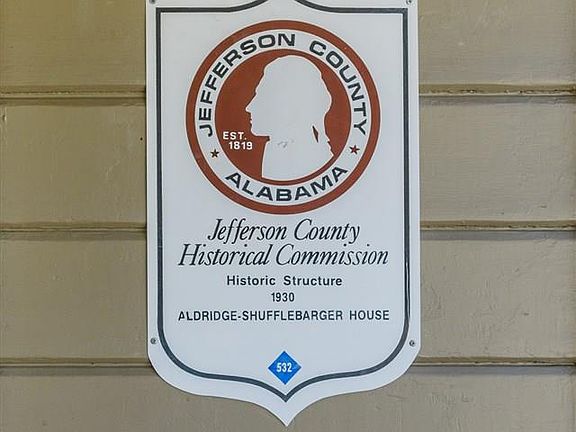 JEFFERSON COUNTY
EST.
1819
ALABAMA
Jefferson County
Historical Commission
Historic Structure
1930
ALDRIDGE-SHUFFLEBARGER HOUSE
532